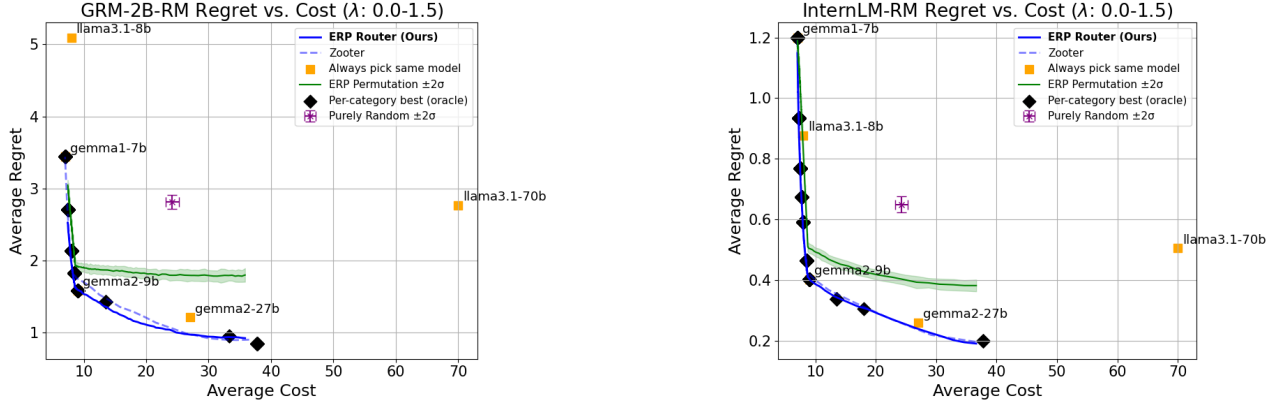 GRM-2B-RM Regret vs. Cost (λ: 0.0-1.5)
llama3.1-8b
ERP Router (Ours)
Zooter
Always pick same model
ERP Permutation ±2σ
Per-category best (oracle)
Purely Random ±2σ
gemma1-7b
llama3.1-70b
gemma2-9b
gemma2-27b
5
4
3
2
1
10 20 30 40 50 60 70
Average Regret
Average Cost
InternLM-RM Regret vs. Cost (λ: 0.0-1.5)
gemma1-7b
ERP Router (Ours)
Zooter
Always pick same model
ERP Permutation ±2σ
Per-category best (oracle)
Purely Random ±2σ
llama3.1-8b
llama3.1-70b
gemma2-9b
gemma2-27b
1.2
1.0
0.8
0.6
0.4
0.2
10 20 30 40 50 60 70
Average Regret
Average Cost